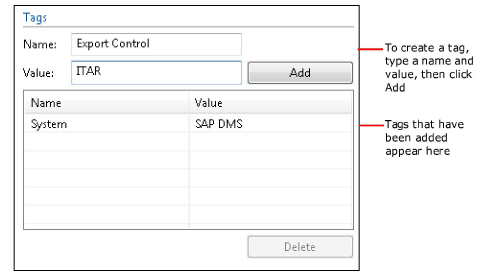 Tags
Name: Export Control
Value: ITAR Add
Name Value
System SAP DMS
Delete
To create a tag,
type a name and
value, then click
Add
Tags that have
been added
appear here